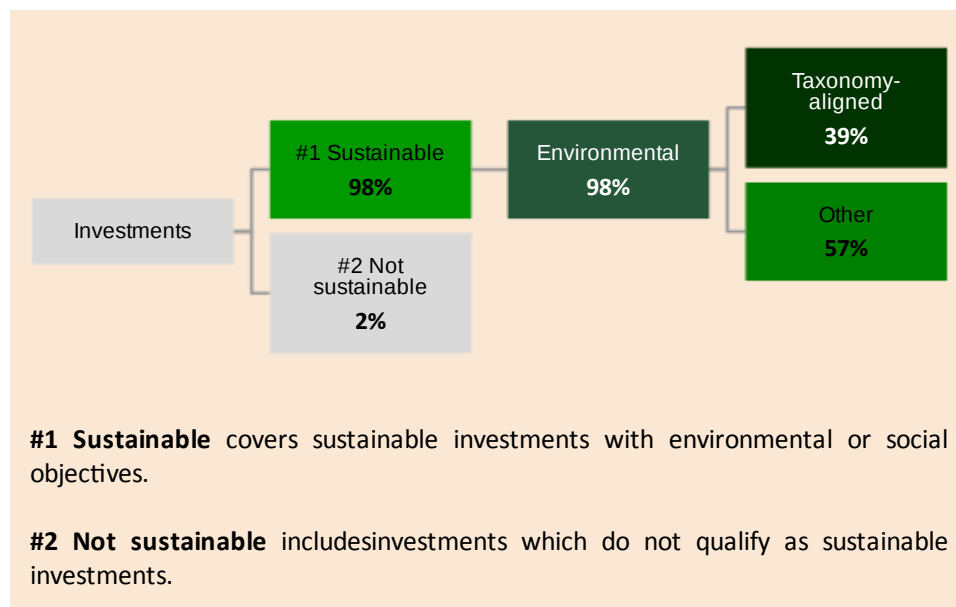 Investments
#1 Sustainable
98%
#2 Not
sustainable
2%
Environmental
98%
Taxonomy-
aligned
39%
Other
57%
#1 Sustainable covers sustainable investments with environmental or social
objectives.
#2 Not sustainable includesinvestments which do not qualify as sustainable
investments.